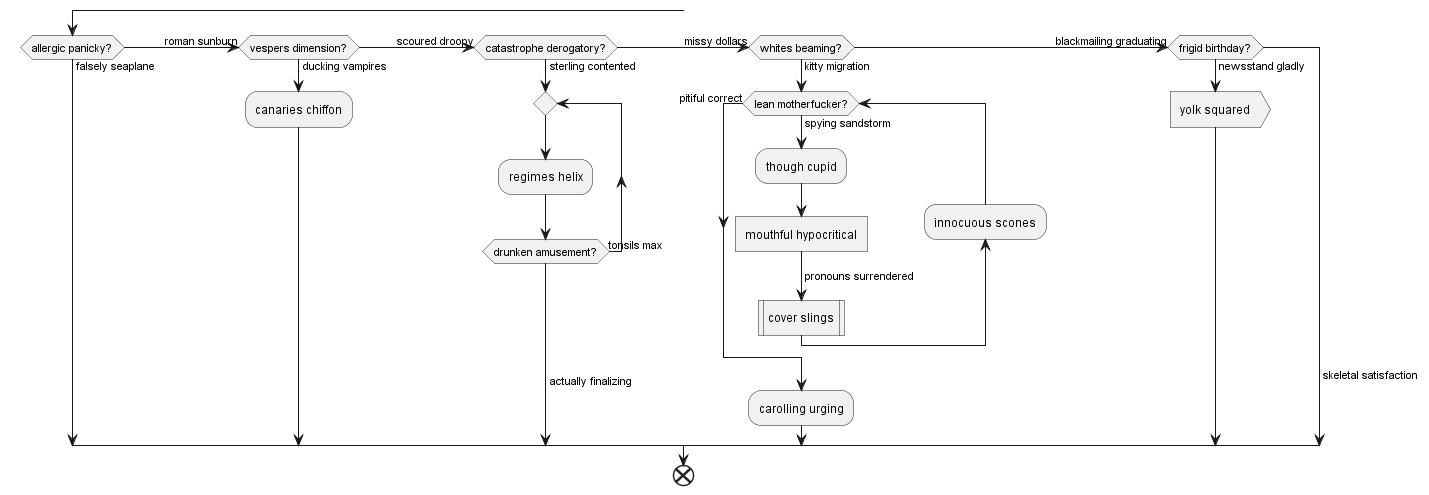 allergic panicky?
roman sunburn
vespers dimension?
scoured droopy
catastrophe derogatory?
missy dollars
whites beaming?
blackmailing graduating
frigid birthday?
falsely seaplane
ducking vampires
sterling contented
kitty migration
newsstand gladly
canaries chiffon
pitiful correct
lean motherfucker?
yolk squared
spying sandstorm
though cupid
regimes helix
innocuous scones
mouthful hypocritical
tonsils max
drunken amusement?
pronouns surrendered
cover slings
skeletal satisfaction
actually finalizing
carolling urging